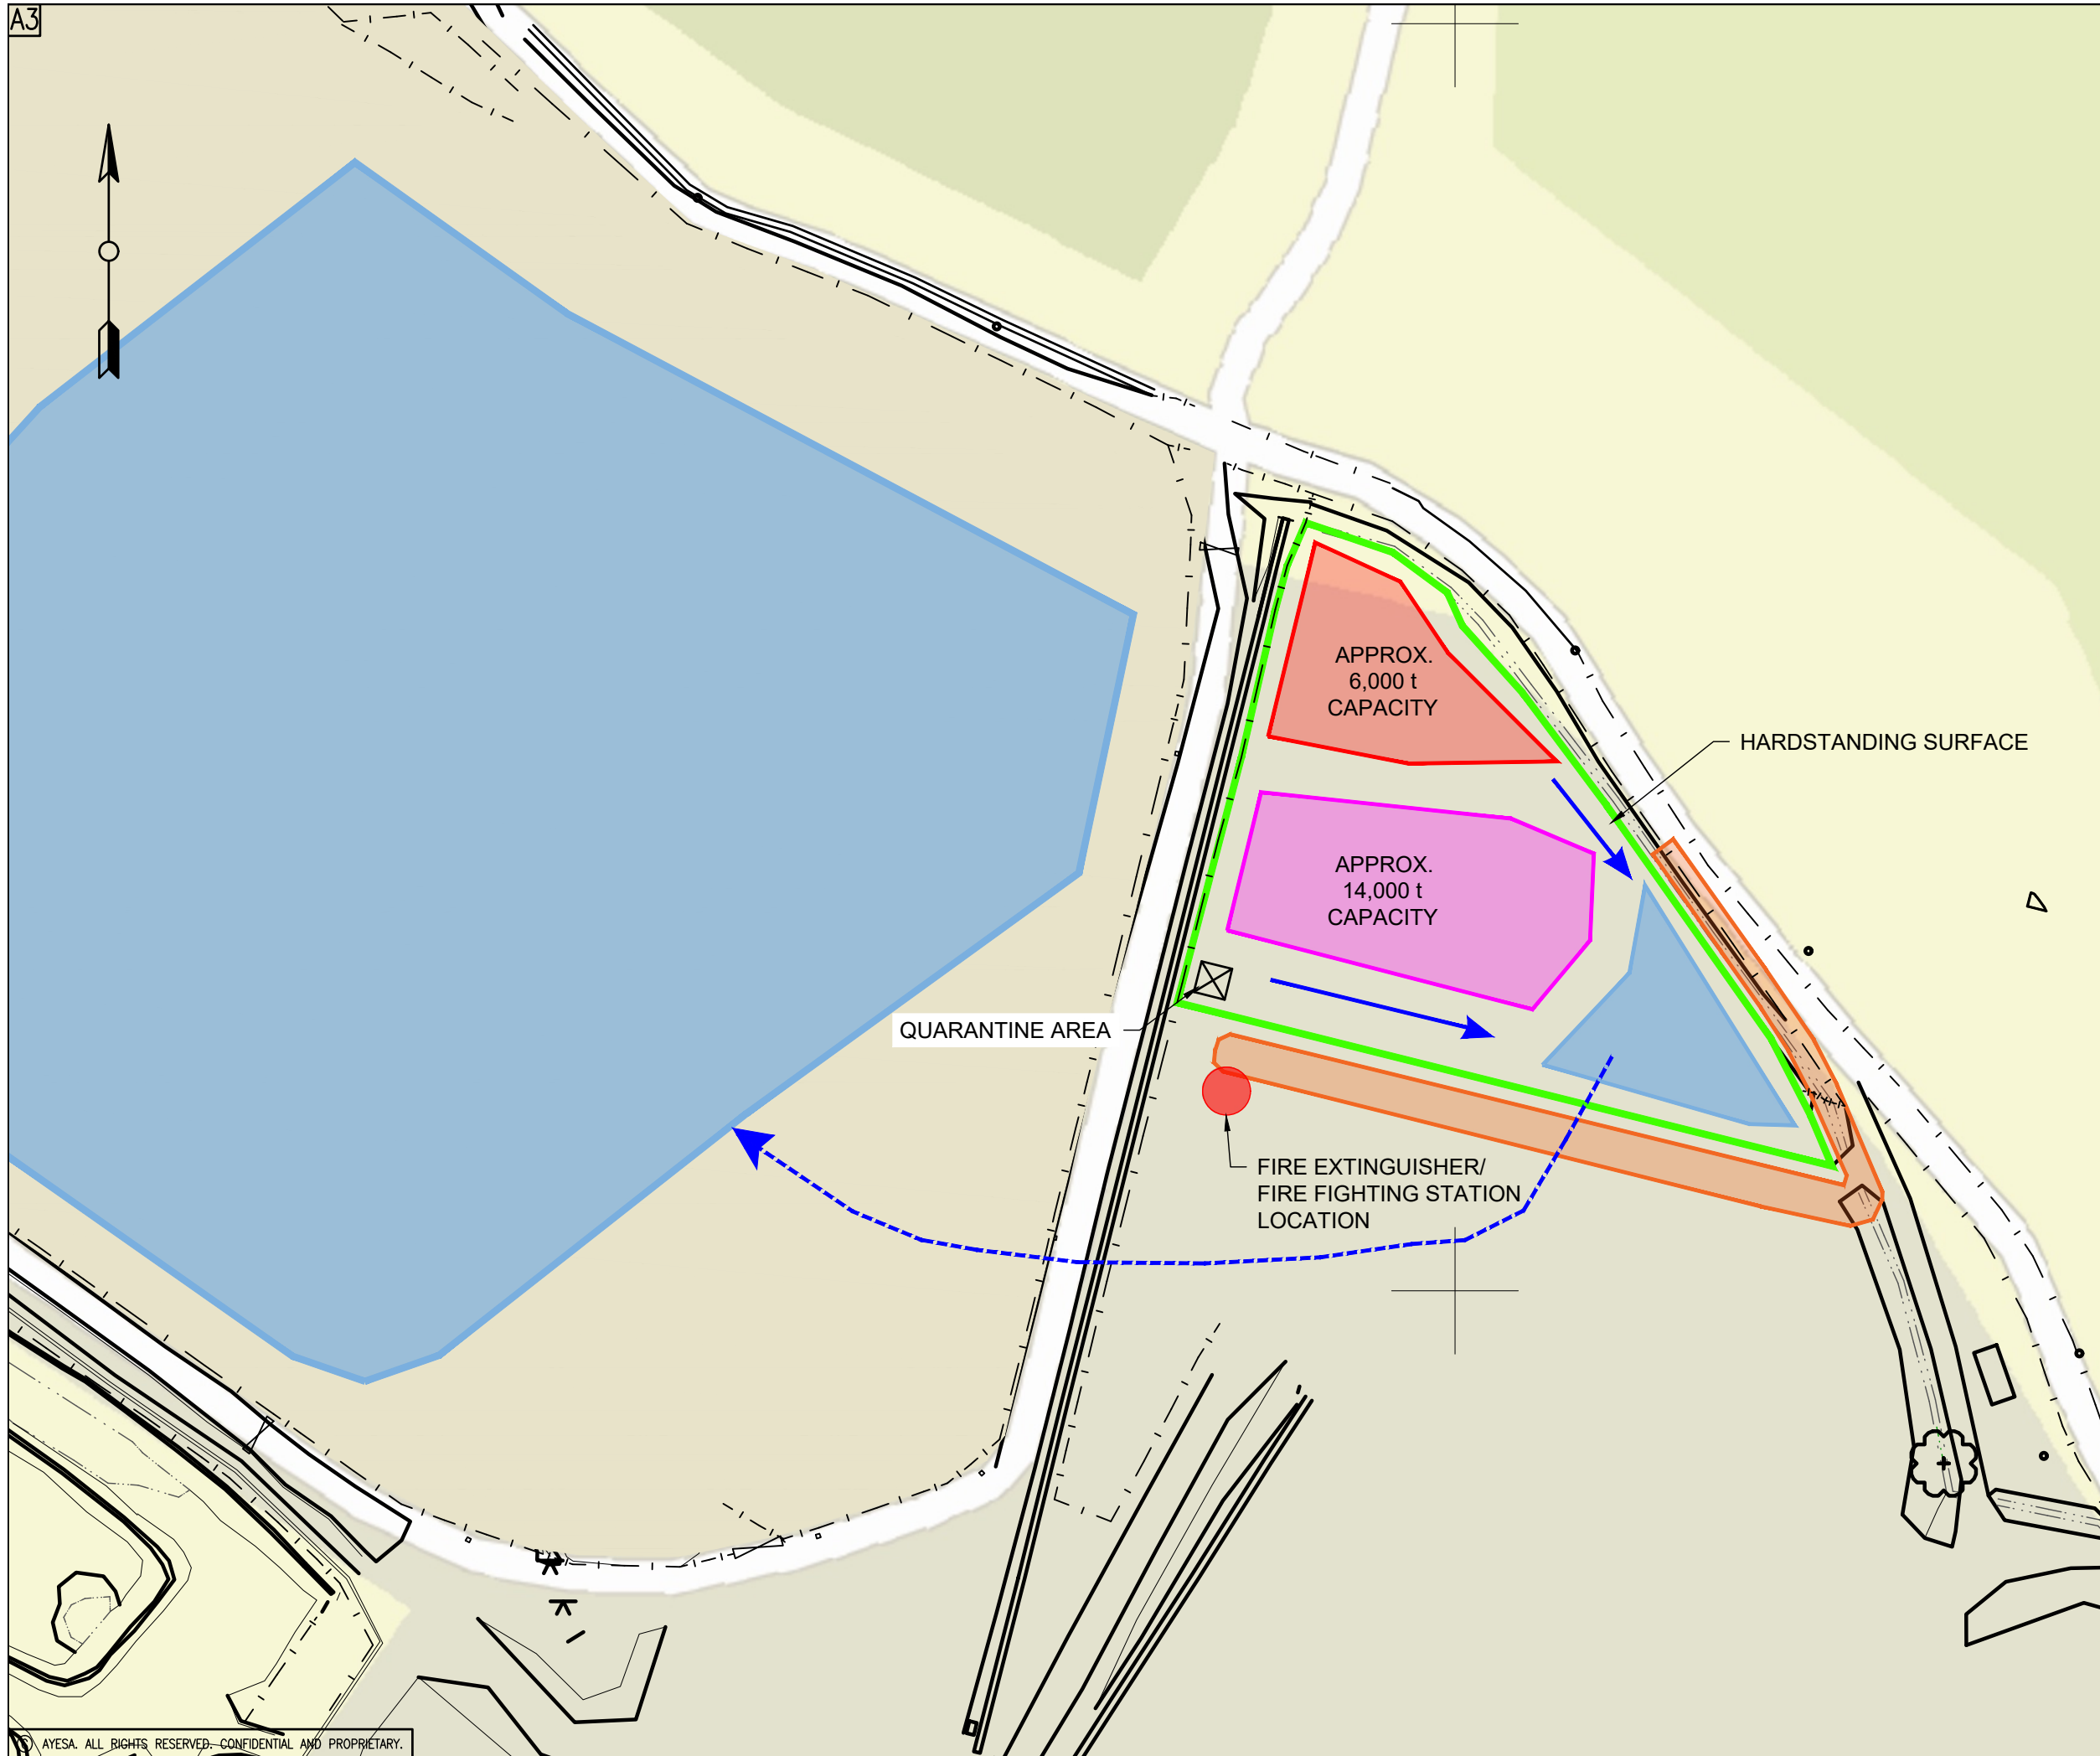 A3
APPROX.
6,000 t
CAPACITY
HARDSTANDING SURFACE
APPROX.
14,000 t
CAPACITY
QUARANTINE AREA
FIRE EXTINGUISHER/
FIRE FIGHTING STATION
LOCATION
© AYESA. ALL RIGHTS RESERVED. CONFIDENTIAL AND PROPRIETARY.